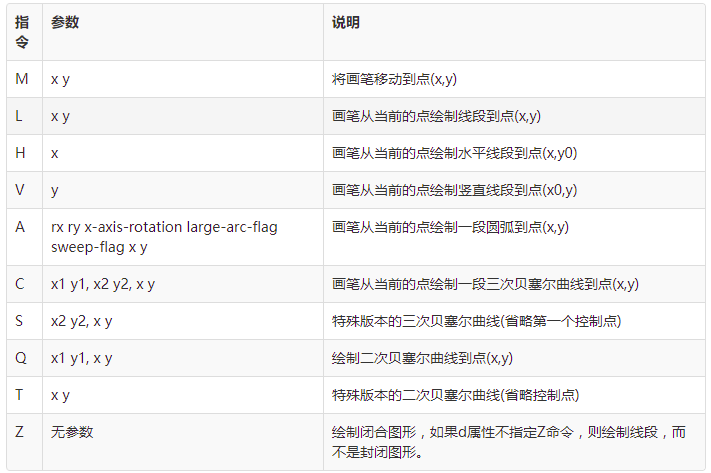 指令 参数 说明
M x y 将画笔移动到点(x,y)
L x y 画笔从当前的点绘制线段到点(x,y)
H x 画笔从当前的点绘制水平线段到点(x,y0)
V y 画笔从当前的点绘制竖直线段到点(x0,y)
A rx ry x-axis-rotation large-arc-flag
sweep-flag x y 画笔从当前的点绘制一段圆弧到点(x,y)
C x1 y1, x2 y2, x y 画笔从当前的点绘制一段三次贝塞尔曲线到点(x,y)
S x2 y2, x y 特殊版本的三次贝塞尔曲线(省略第一个控制点)
Q x1 y1, x y 绘制二次贝塞尔曲线到点(x,y)
T x y 特殊版本的二次贝塞尔曲线(省略控制点)
Z 无参数 绘制闭合图形，如果d属性不指定Z命令，则绘制线段，而
不是封闭图形。